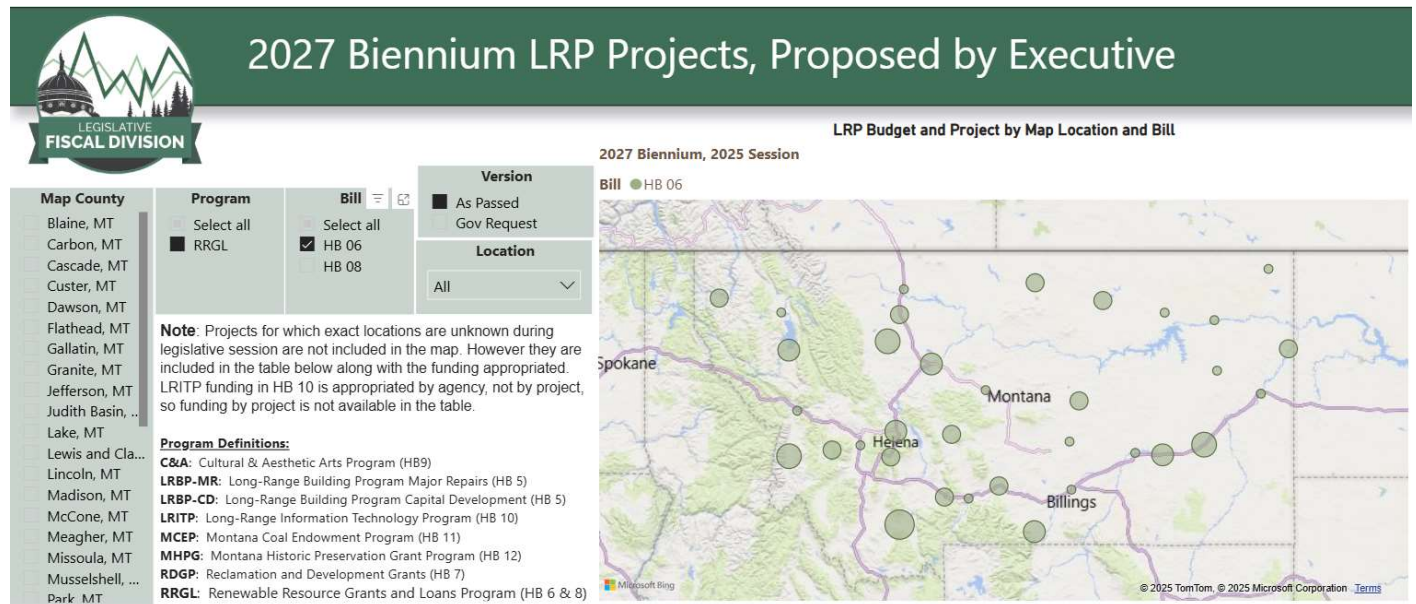 2027 Biennium LRP Projects, Proposed by Executive
LEGISLATIVE
FISCAL DIVISION
LRP Budget and Project by Map Location and Bill
2027 Biennium, 2025 Session
Bill HB 06
Map County
Blaine, MT
Carbon, MT
Cascade, MT
Custer, MT
Dawson, MT
Flathead, MT
Gallatin, MT
Granite, MT
Jefferson, MT
Judith Basin, ..
Lake, MT
Lewis and Cla...
Lincoln, MT
Madison, MT
McCone, MT
Meagher, MT
Missoula, MT
Musselshell, ...
Park, MT
Program
Select all
RRGL
Bill
Select all
HB 06
HB 08
Version
As Passed
Gov Request
Location
All
Note: Projects for which exact locations are unknown during
legislative session are not included in the map. However they are
included in the table below along with the funding appropriated.
LRITP funding in HB 10 is appropriated by agency, not by project,
so funding by project is not available in the table.
Program Definitions:
C&A: Cultural & Aesthetic Arts Program (HB9)
LRBP-MR: Long-Range Building Program Major Repairs (HB 5)
LRBP-CD: Long-Range Building Program Capital Development (HB 5)
LRITP: Long-Range Information Technology Program (HB 10)
MCEP: Montana Coal Endowment Program (HB 11)
MHPG: Montana Historic Preservation Grant Program (HB 12)
RDGP: Reclamation and Development Grants (HB 7)
RRGL: Renewable Resource Grants and Loans Program (HB 6 & 8)
Spokane
Montana
Helena
Billings
Microsoft Bing
© 2025 TomTom, © 2025 Microsoft Corporation Terms